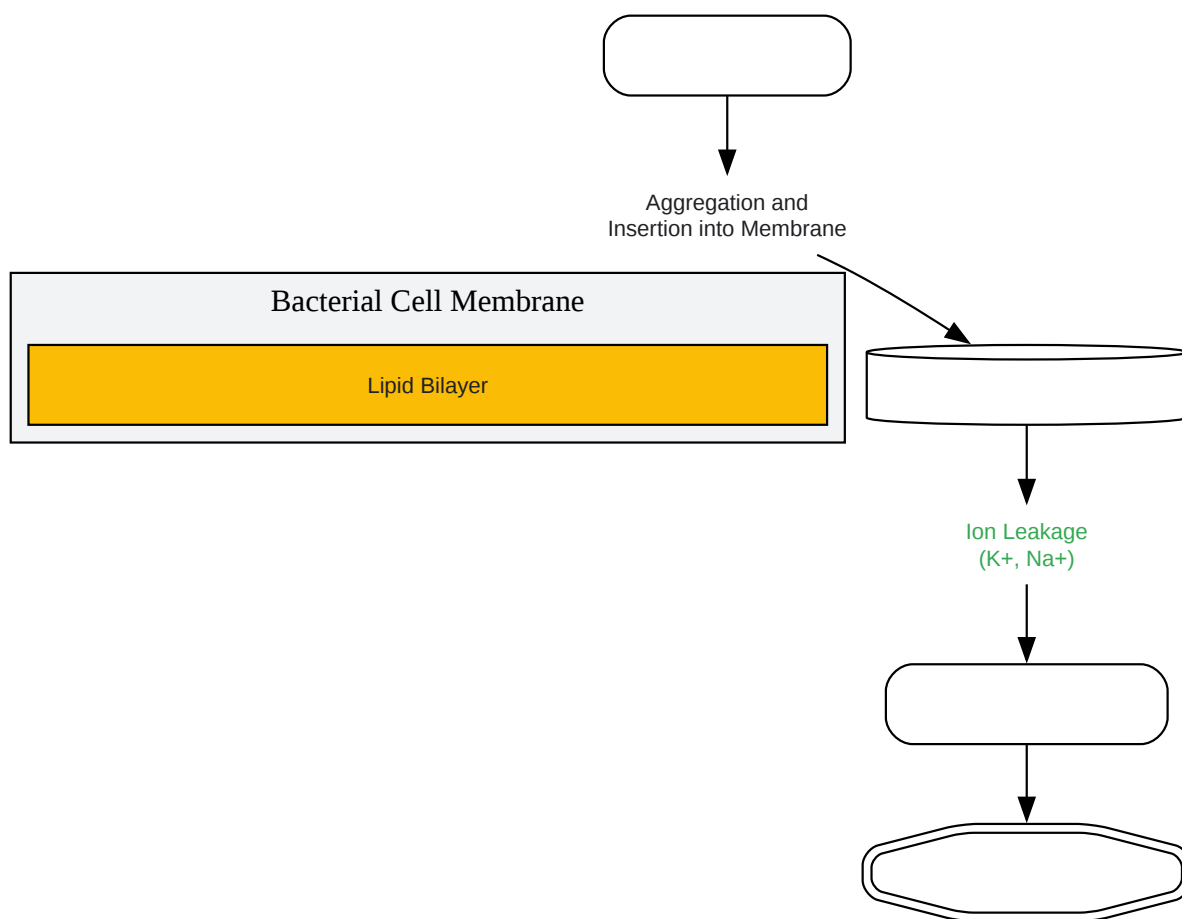 Aggregation and
Insertion into Membrane
Bacterial Cell Membrane
Lipid Bilayer
Ion Leakage
(K+, Na+)